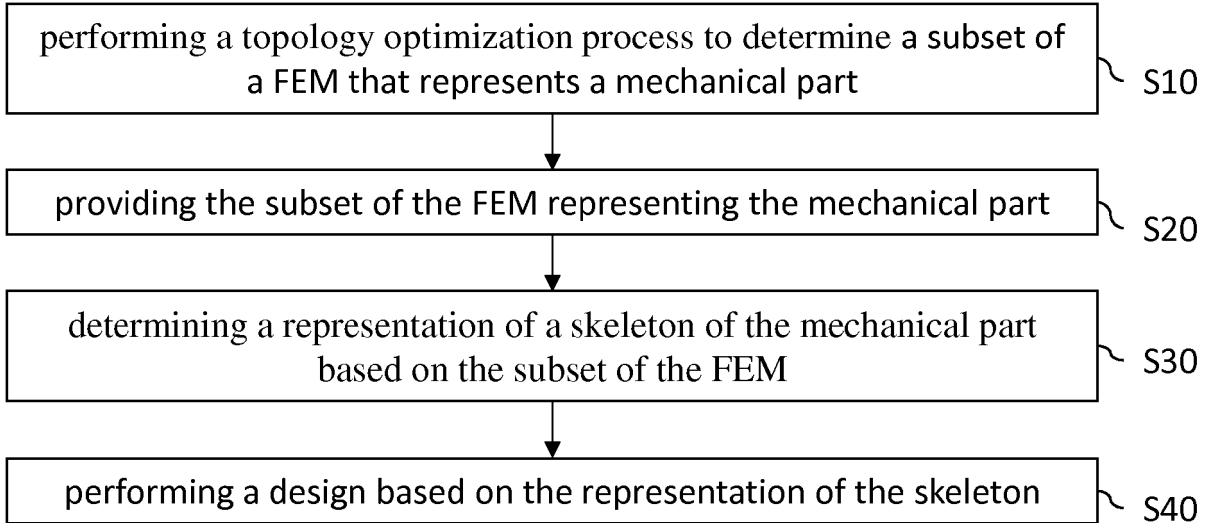 performing a topology optimization process to determine a subset of
a FEM that represents a mechanical part
S10
providing the subset of the FEM representing the mechanical part
S20
determining a representation of a skeleton of the mechanical part
based on the subset of the FEM
S30
performing a design based on the representation of the skeleton
S40